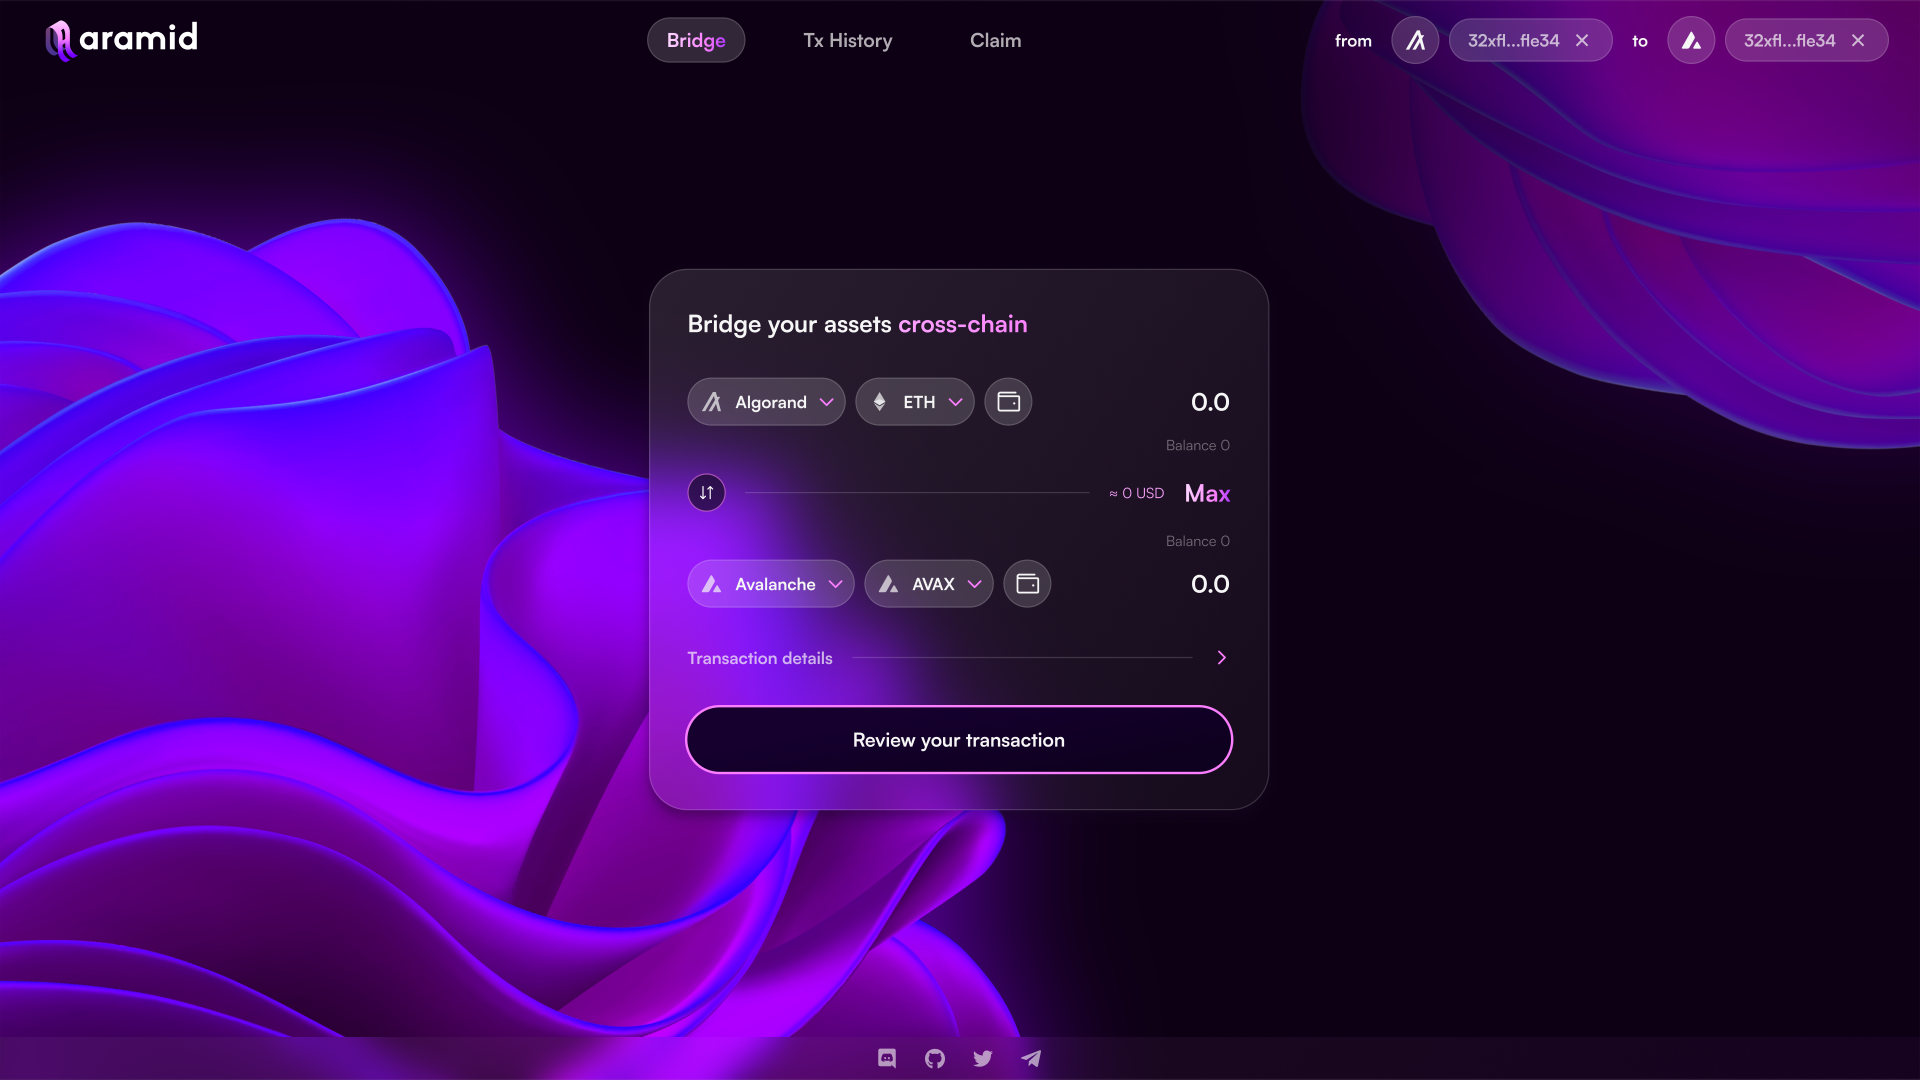 aramid
Bridge
Tx History
Claim
from
32xfl...fle34
to
32xfl...fle34
Bridge your assets cross-chain
Algorand
ETH
0.0
Balance 0
≈ 0 USD
Max
Balance 0
Avalanche
AVAX
0.0
Transaction details
Review your transaction